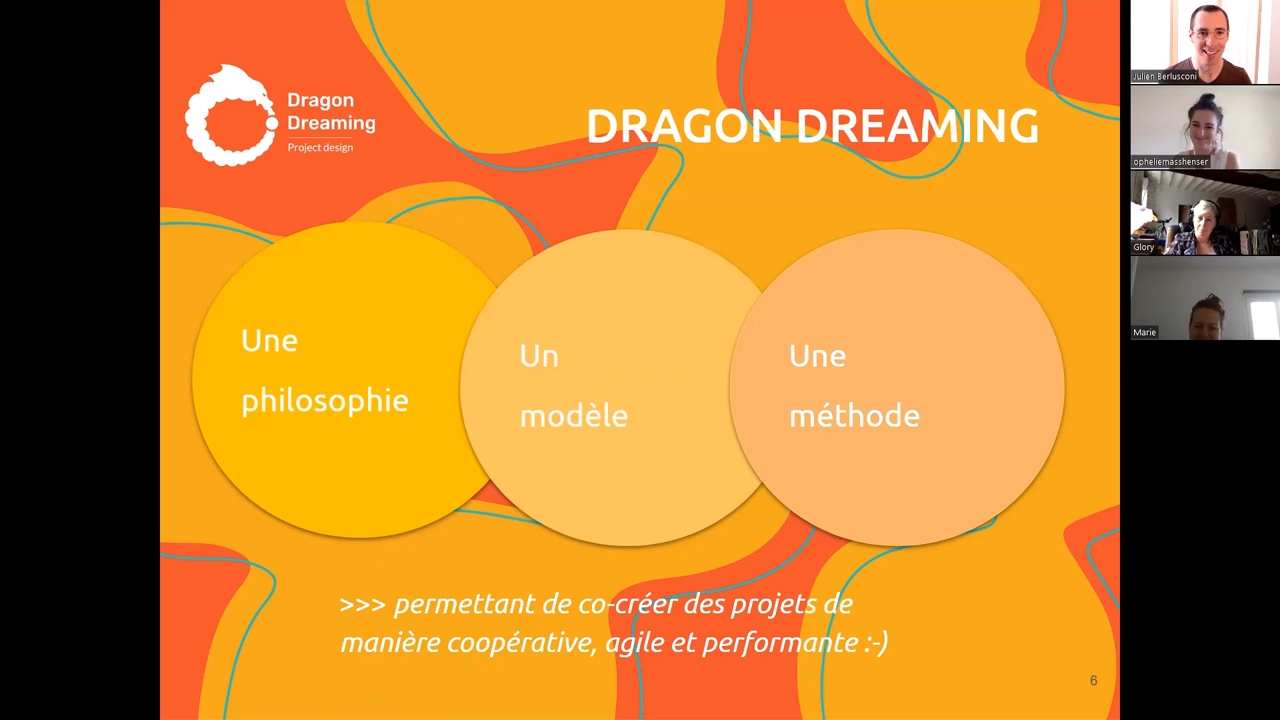 Dragon
Dreaming
Project design
DRAGON DREAMING
Une
philosophie
Un
modèle
Une
méthode
>>> permettant de co-créer des projets de
manière coopérative, agile et performante :-)
6
Julien Berlusconi
opheliemasshenser
Glory
Marie